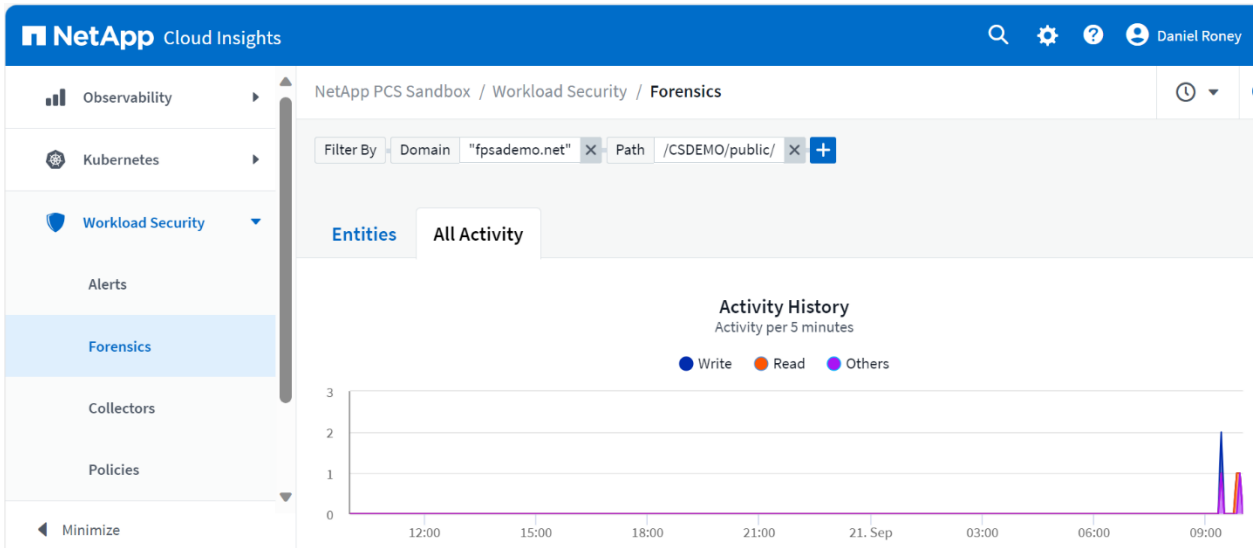 NetApp Cloud Insights
Daniel Roney
Observability
Kubernetes
Workload Security
Alerts
Forensics
Collectors
Policies
Minimize
NetApp PCS Sandbox / Workload Security / Forensics
Filter By Domain "fpsademo.net" X Path /CSDEMO/public/ X +
Entities All Activity
Activity History
Activity per 5 minutes
Write Read Others
3
2
1
0
12:00 15:00 18:00 21:00 21. Sep 03:00 06:00 09:00